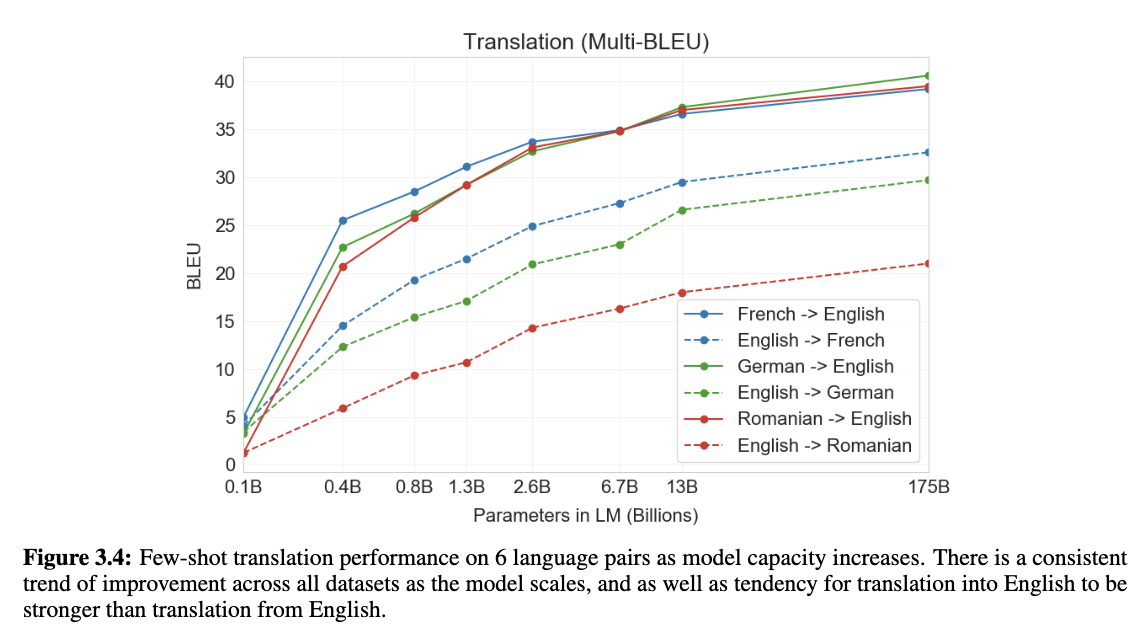 Translation (Multi-BLEU)
40
35
30
25
20
15
10
5
0
BLEU
French -> English
English -> French
German -> English
English -> German
Romanian -> English
English -> Romanian
0.1B 0.4B 0.8B 1.3B 2.6B 6.7B 13B 175B
Parameters in LM (Billions)
Figure 3.4: Few-shot translation performance on 6 language pairs as model capacity increases. There is a consistent
trend of improvement across all datasets as the model scales, and as well as tendency for translation into English to be
stronger than translation from English.